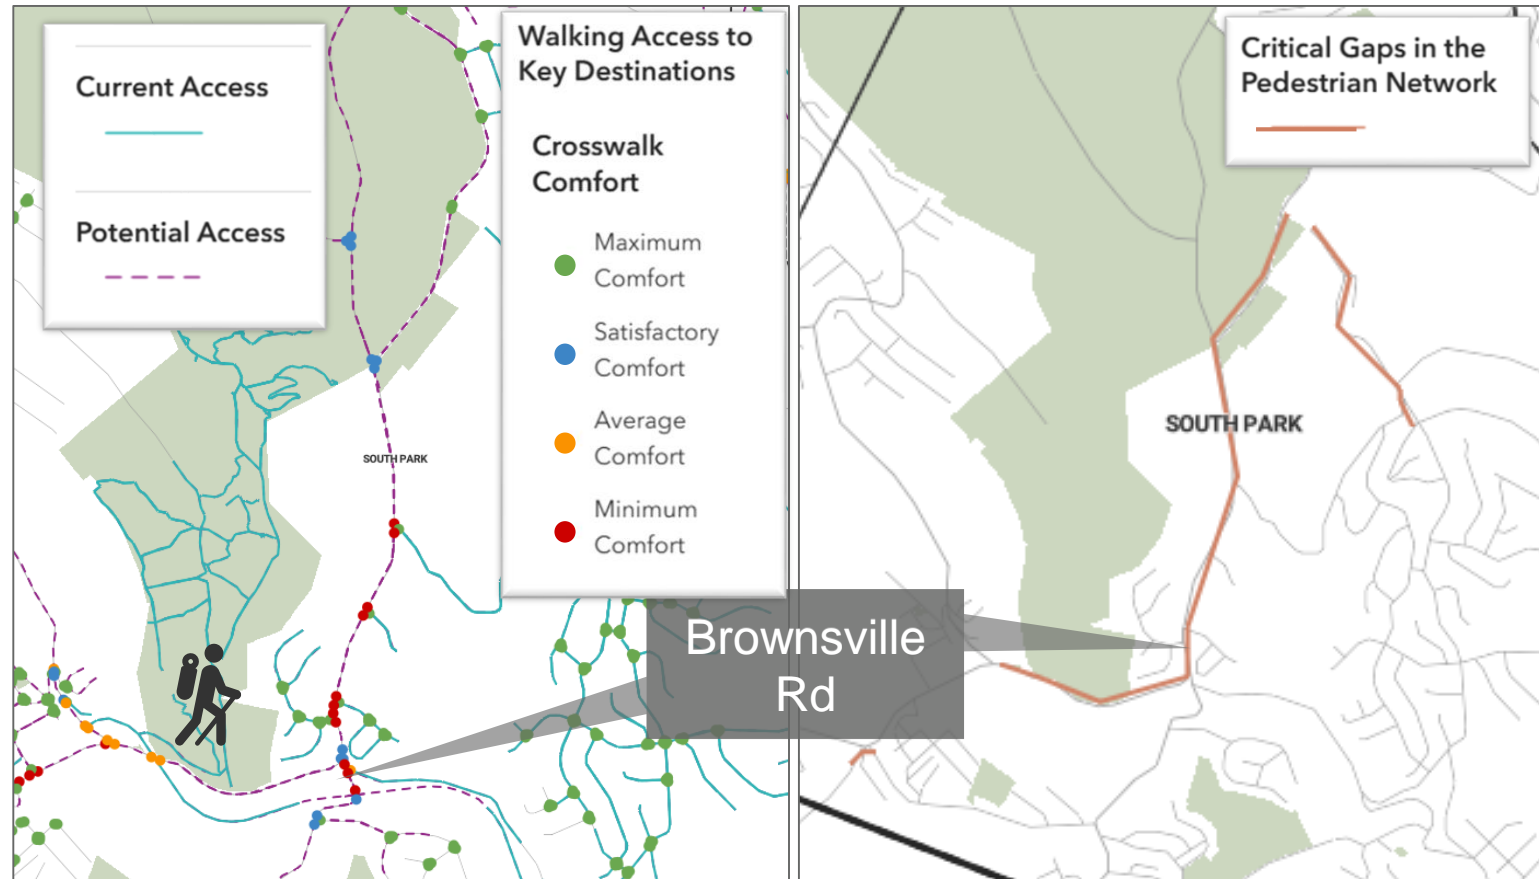 Current Access
Potential Access
Walking Access to
Key Destinations
Crosswalk
Comfort
Maximum
Comfort
Satisfactory
Comfort
Average
Comfort
Minimum
Comfort
SOUTH PARK
Critical Gaps in the
Pedestrian Network
SOUTH PARK
Brownsville
Rd